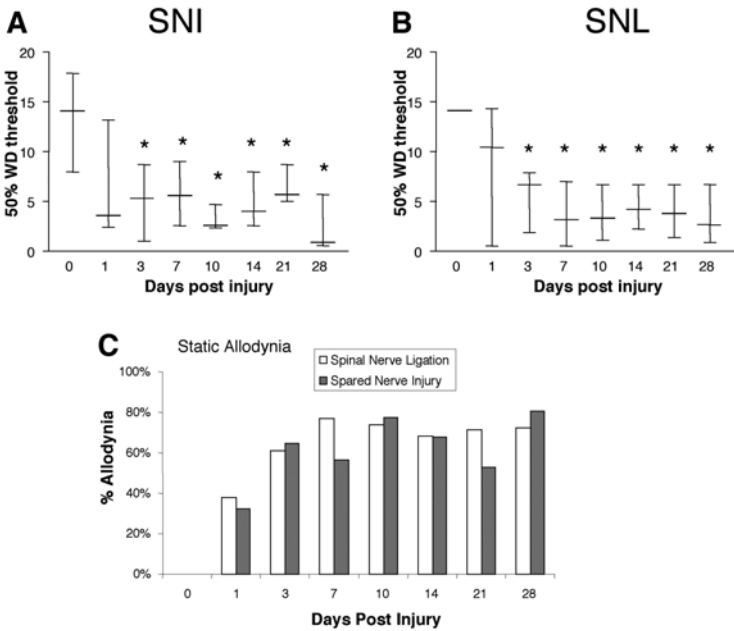 A
SNI
B
SNL
50% WD threshold
20
15
10
5
0
* * * * * *
0 1 3 7 10 14 21 28
Days post injury
50% WD threshold
20
15
10
5
0
* * * * * *
0 1 3 7 10 14 21 28
Days post injury
C
Static Allodynia
Spinal Nerve Ligation
Spared Nerve Injury
% Allodynia
100%
80%
60%
40%
20%
0%
0 1 3 7 10 14 21 28
Days Post Injury